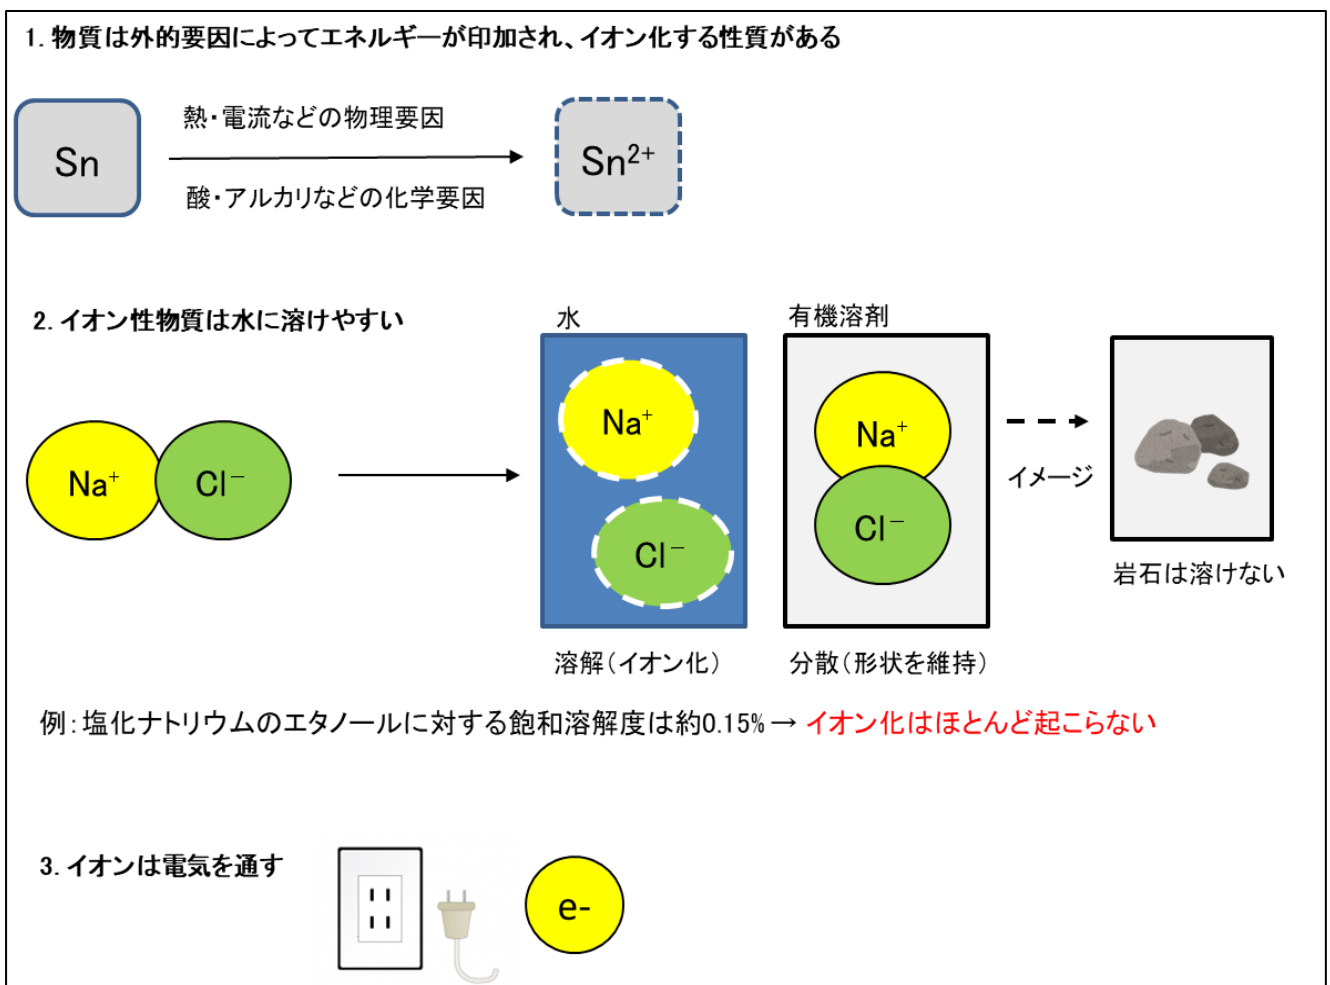 1. 物質は外的要因によってエネルギーが印加され、イオン化する性質がある
Sn
熱・電流などの物理要因
酸・アルカリなどの化学要因
Sn²⁺
2. イオン性物質は水に溶けやすい
水
有機溶剤
Na⁺
Cl⁻
Na⁺
Cl⁻
Na⁺
Cl⁻
イメージ
岩石は溶けない
溶解(イオン化)
分散(形状を維持)
例：塩化ナトリウムのエタノールに対する飽和溶解度は約0.15%→ イオン化はほとんど起こらない
3. イオンは電気を通す
e-